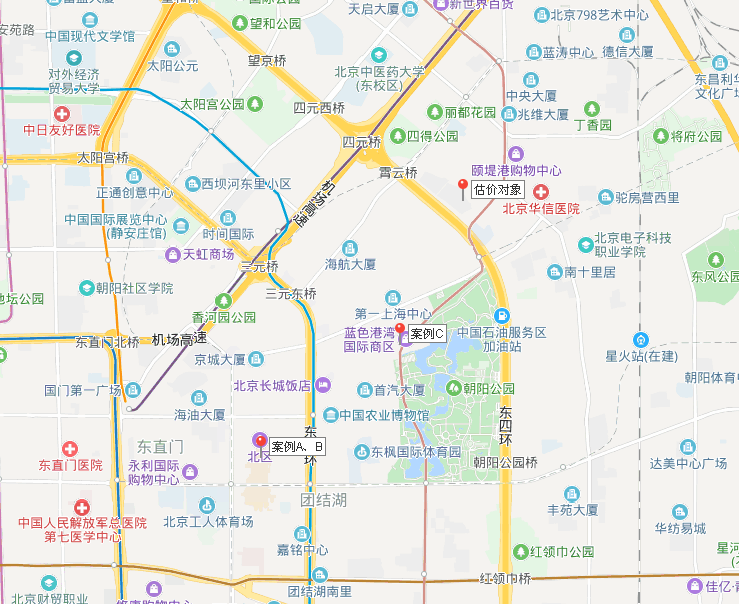 新世界百货
天启大厦
北京798艺术中心
中国现代文学馆
望和公园
安苑路
太阳公元
望京桥
蓝涛中心
德信大厦
对外经济
贸易大学
北京中医药大学
(东校区)
中央大厦
东昌利华
文化广场
太阳宫公园
四元西桥
丽都花园
兆维大厦
丁香园
中日友好医院
四元桥
四得公园
将府公园
太阳宫桥
霄云桥
颐堤港购物中心
正通创意中心
西坝河东里小区
机场高速
估价对象
北京华信医院
驼房营西里
中国国际展览中心
(静安庄馆)
时间国际
北京电子科技
职业学院
天虹商场
三元桥
海航大厦
南十里居
东风公园
朝阳社区学院
地坛公园
香河园公园
三元东桥
第一上海中心
蓝色港湾
国际商区
案例C
中国石油服务区
加油站
东直门北桥
机场高速
京城大厦
星火站(在建)
国门第一广场
北京长城饭店
首汽大厦
朝阳公园
朝阳体育中
海油大厦
中国农业博物馆
东四环
东直门
北区
案例A、B
东
环
东枫国际体育园
朝阳公园桥
东直门医院
永利国际
购物中心
达美中心广场
团结湖
中国人民解放军总医院
第七医学中心
北京工人体育场
丰苑大厦
华纺易城
嘉铭中心
红领巾公园
星河
团结湖南里
红领巾桥
佳亿·青
北京财贸职业